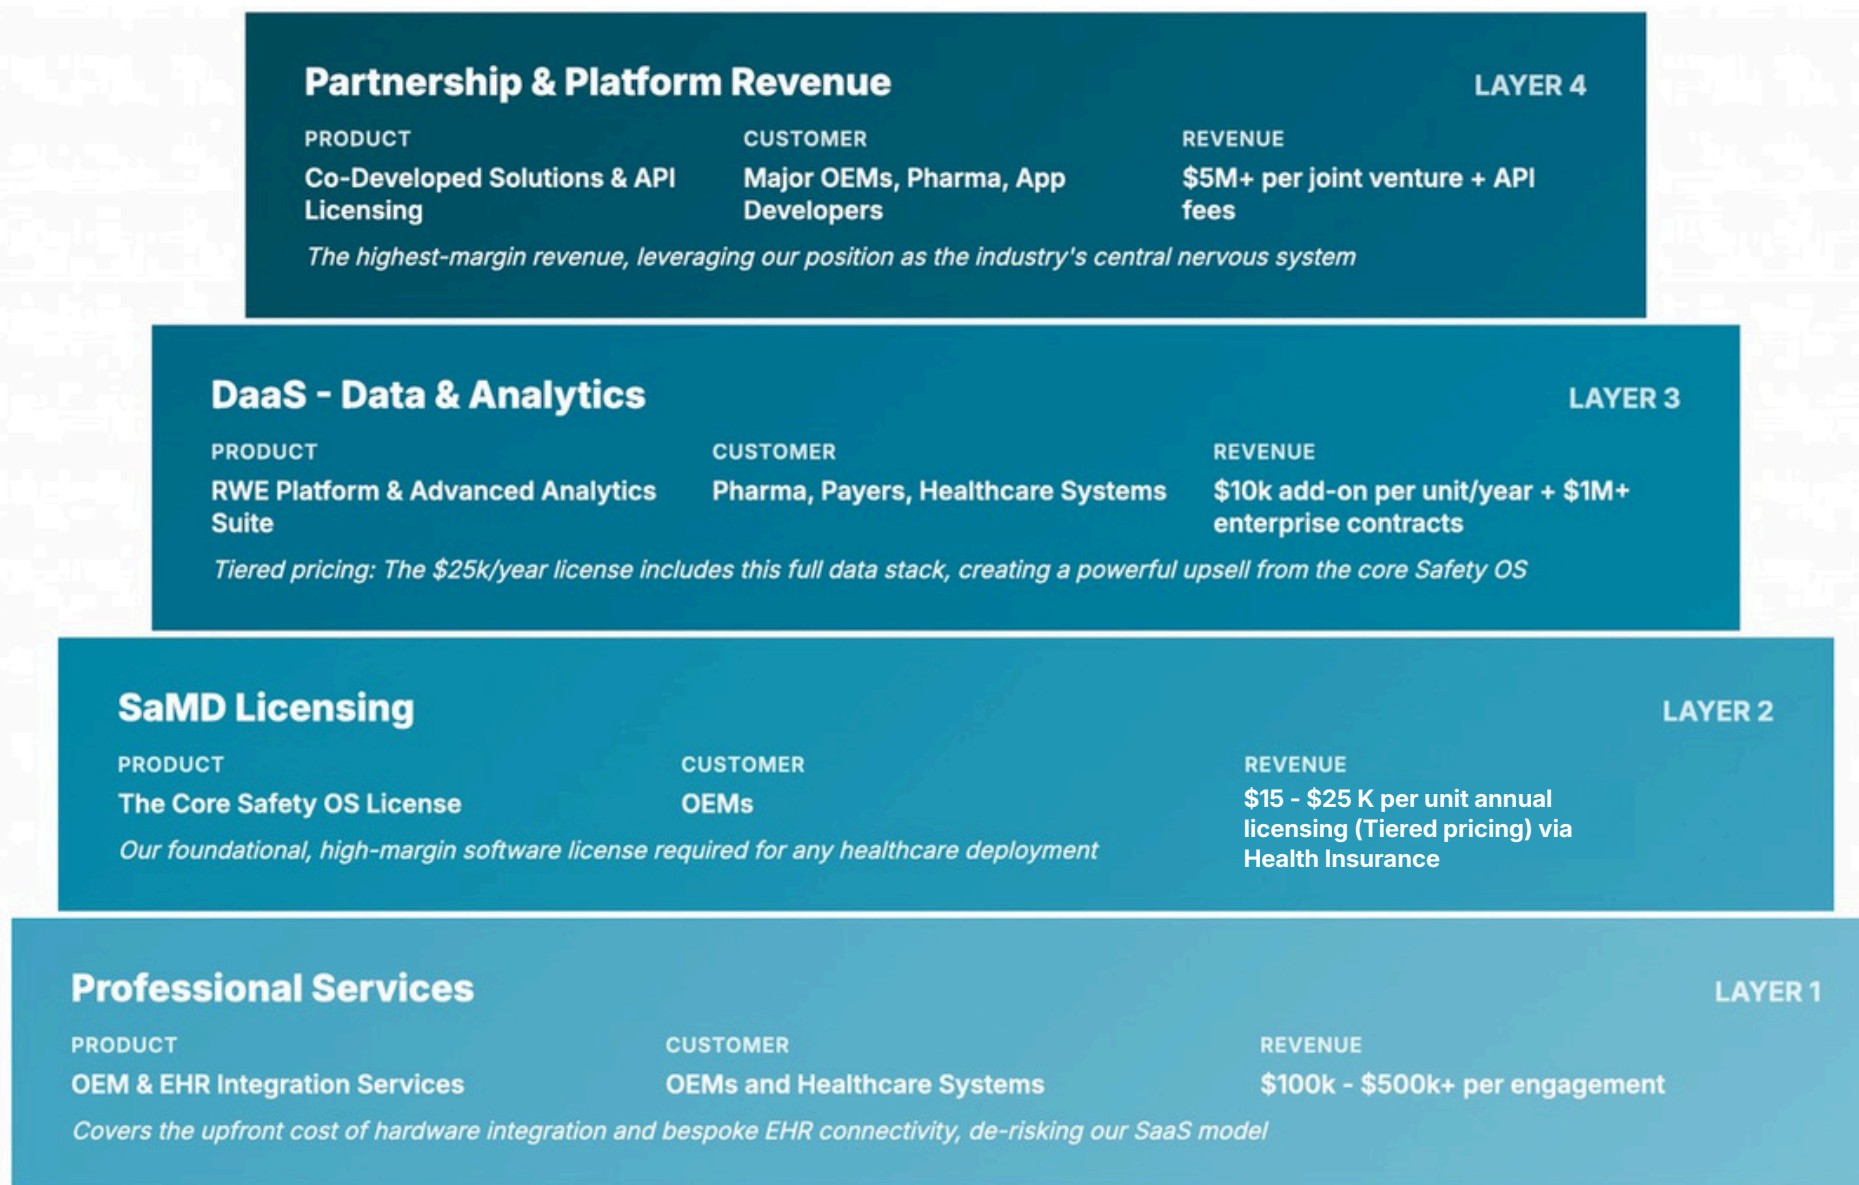 Partnership & Platform Revenue
LAYER 4
PRODUCT
CUSTOMER
REVENUE
Co-Developed Solutions & API
Licensing
Major OEMs, Pharma, App
Developers
$5M+ per joint venture + API
fees
The highest-margin revenue, leveraging our position as the industry's central nervous system
DaaS - Data & Analytics
LAYER 3
PRODUCT
CUSTOMER
REVENUE
RWE Platform & Advanced Analytics
Suite
Pharma, Payers, Healthcare Systems
$10k add-on per unit/year + $1M+
enterprise contracts
Tiered pricing: The $25k/year license includes this full data stack, creating a powerful upsell from the core Safety OS
SaMD Licensing
LAYER 2
PRODUCT
CUSTOMER
REVENUE
The Core Safety OS License
OEMs
$15 - $25 K per unit annual
licensing (Tiered pricing) via
Health Insurance
Our foundational, high-margin software license required for any healthcare deployment
Professional Services
LAYER 1
PRODUCT
CUSTOMER
REVENUE
OEM & EHR Integration Services
OEMs and Healthcare Systems
$100k - $500k+ per engagement
Covers the upfront cost of hardware integration and bespoke EHR connectivity, de-risking our SaaS model